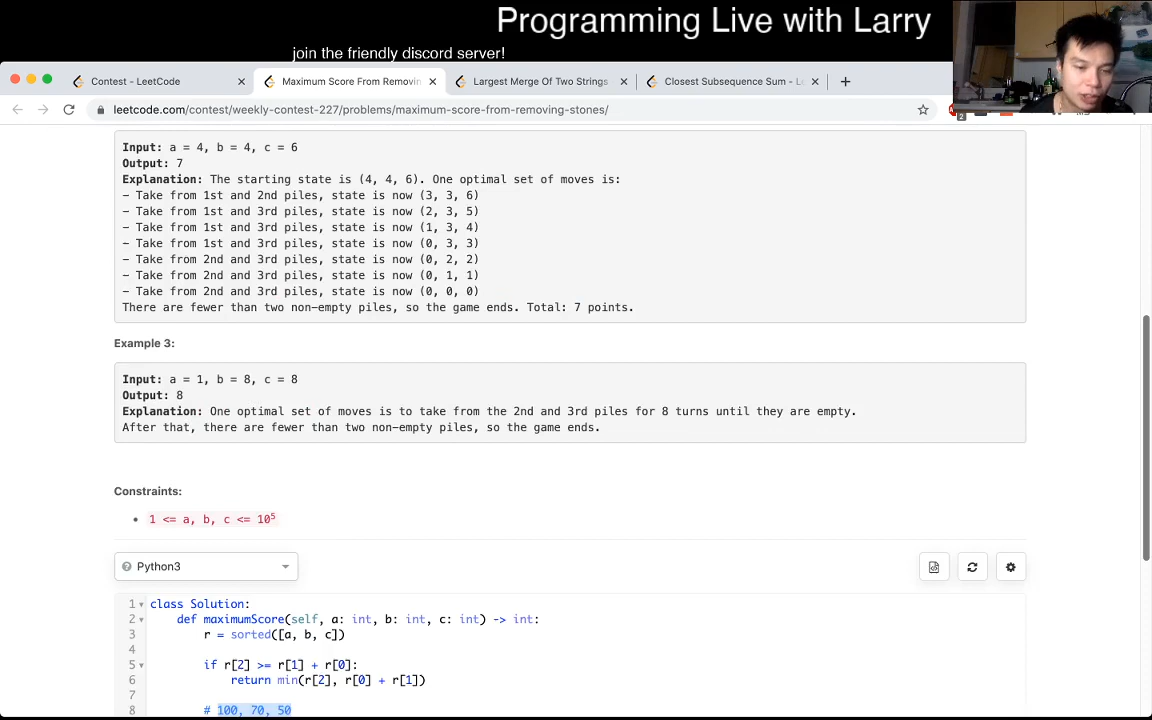 Programming Live with Larry
join the friendly discord server!
Contest - LeetCode
Maximum Score From Removin
Largest Merge Of Two Strings
Closest Subsequence Sum - L
leetcode.com/contest/weekly-contest-227/problems/maximum-score-from-removing-stones/
2
Input: a = 4, b = 4, c = 6
Output: 7
Explanation: The starting state is (4, 4, 6). One optimal set of moves is:
- Take from 1st and 2nd piles, state is now (3, 3, 6)
- Take from 1st and 3rd piles, state is now (2, 3, 5)
- Take from 1st and 3rd piles, state is now (1, 3, 4)
- Take from 1st and 3rd piles, state is now (0, 3, 3)
- Take from 2nd and 3rd piles, state is now (0, 2, 2)
- Take from 2nd and 3rd piles, state is now (0, 1, 1)
- Take from 2nd and 3rd piles, state is now (0, 0, 0)
There are fewer than two non-empty piles, so the game ends. Total: 7 points.
Example 3:
Input: a = 1, b = 8, c = 8
Output: 8
Explanation: One optimal set of moves is to take from the 2nd and 3rd piles for 8 turns until they are empty.
After that, there are fewer than two non-empty piles, so the game ends.
Constraints:
• 1 <= a, b, c <= 10⁵
Python3
1 class Solution:
2 def maximumScore(self, a: int, b: int, c: int) -> int:
3 r = sorted([a, b, c])
4
5 if r[2] >= r[1] + r[0]:
6 return min(r[2], r[0] + r[1])
7
8 # 100, 70, 50